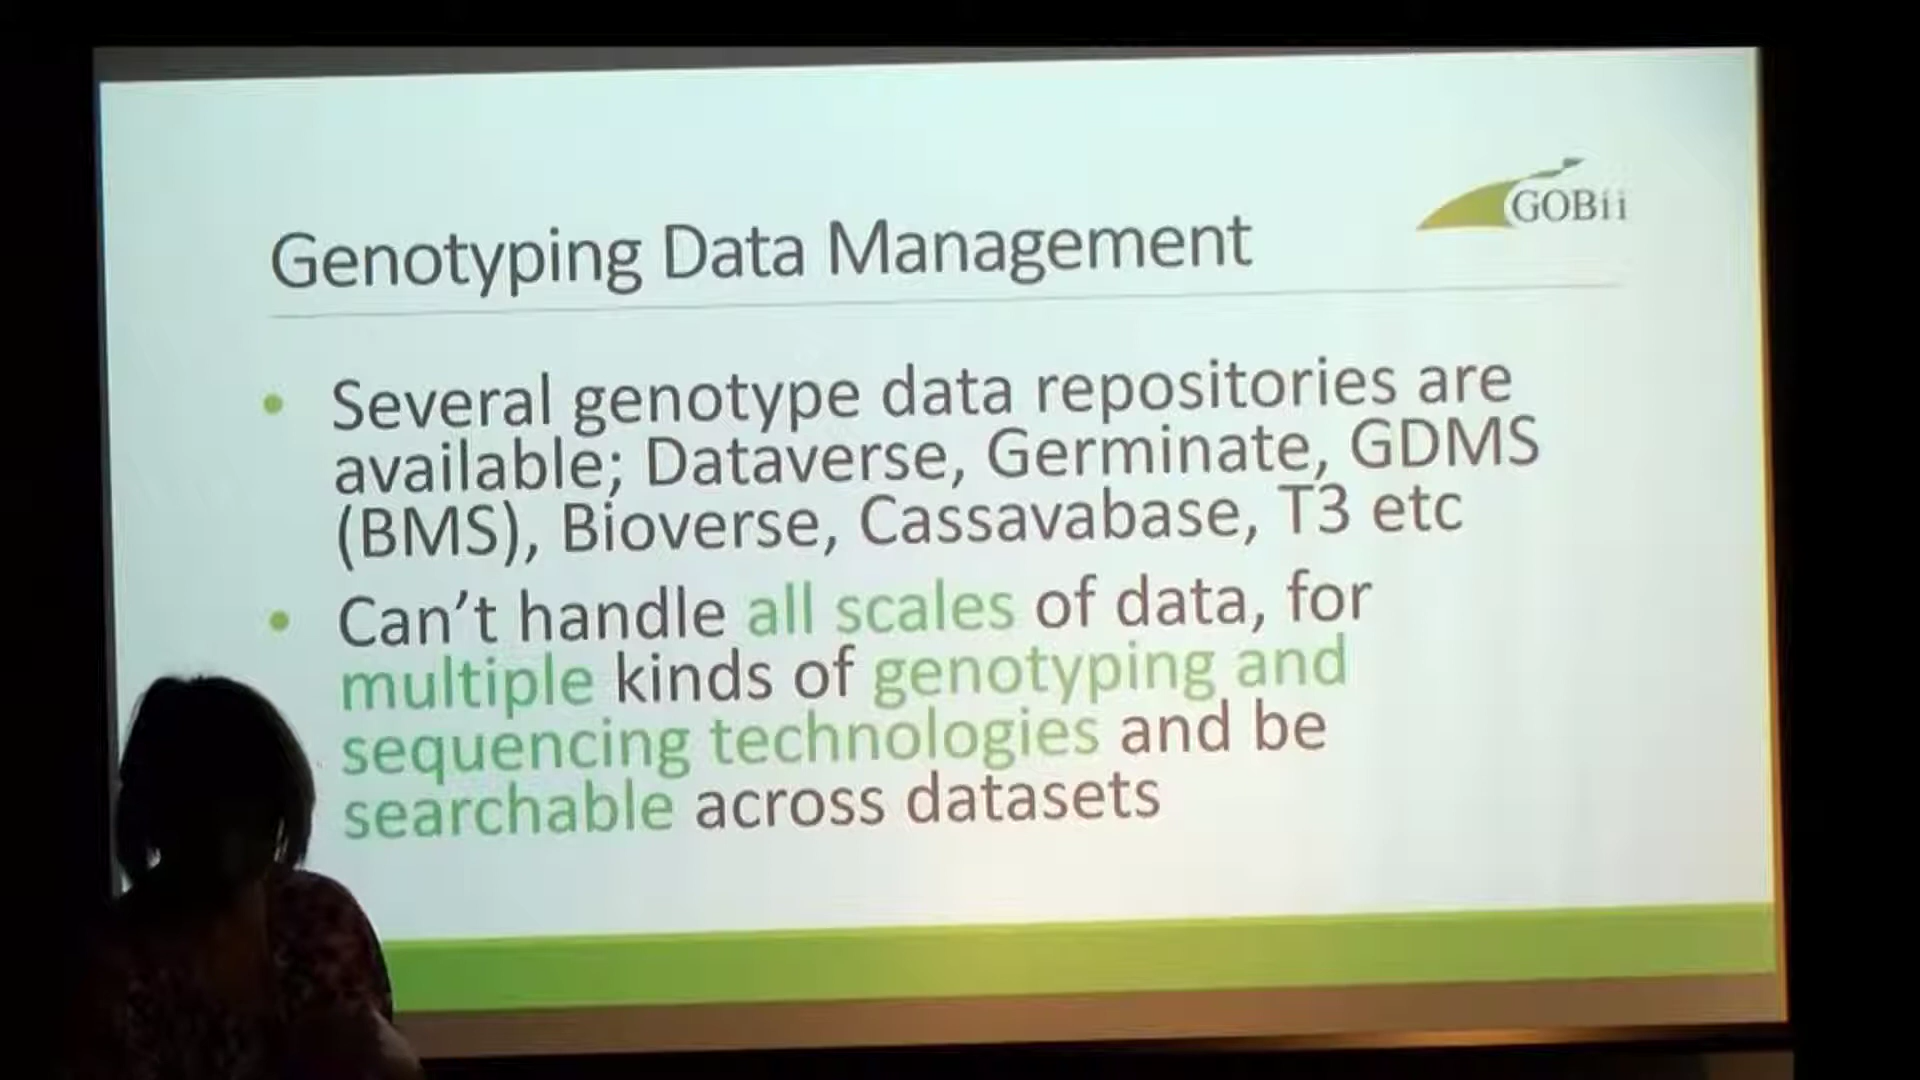 GOBii
Genotyping Data Management
• Several genotype data repositories are
available; Dataverse, Germinate, GDMS
(BMS), Bioverse, Cassavabase, T3 etc
• Can't handle all scales of data, for
multiple kinds of genotyping and
sequencing technologies and be
searchable across datasets